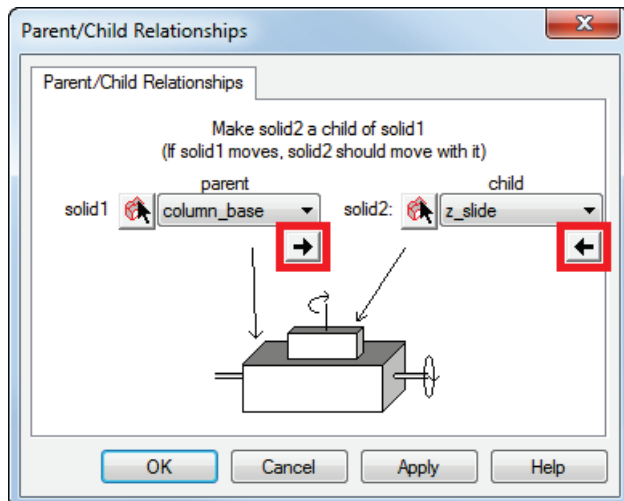 Parent/Child Relationships
Parent/Child Relationships
Make solid2 a child of solid1
(If solid1 moves, solid2 should move with it)
parent child
solid1 column_base solid2: z_slide
OK Cancel Apply Help